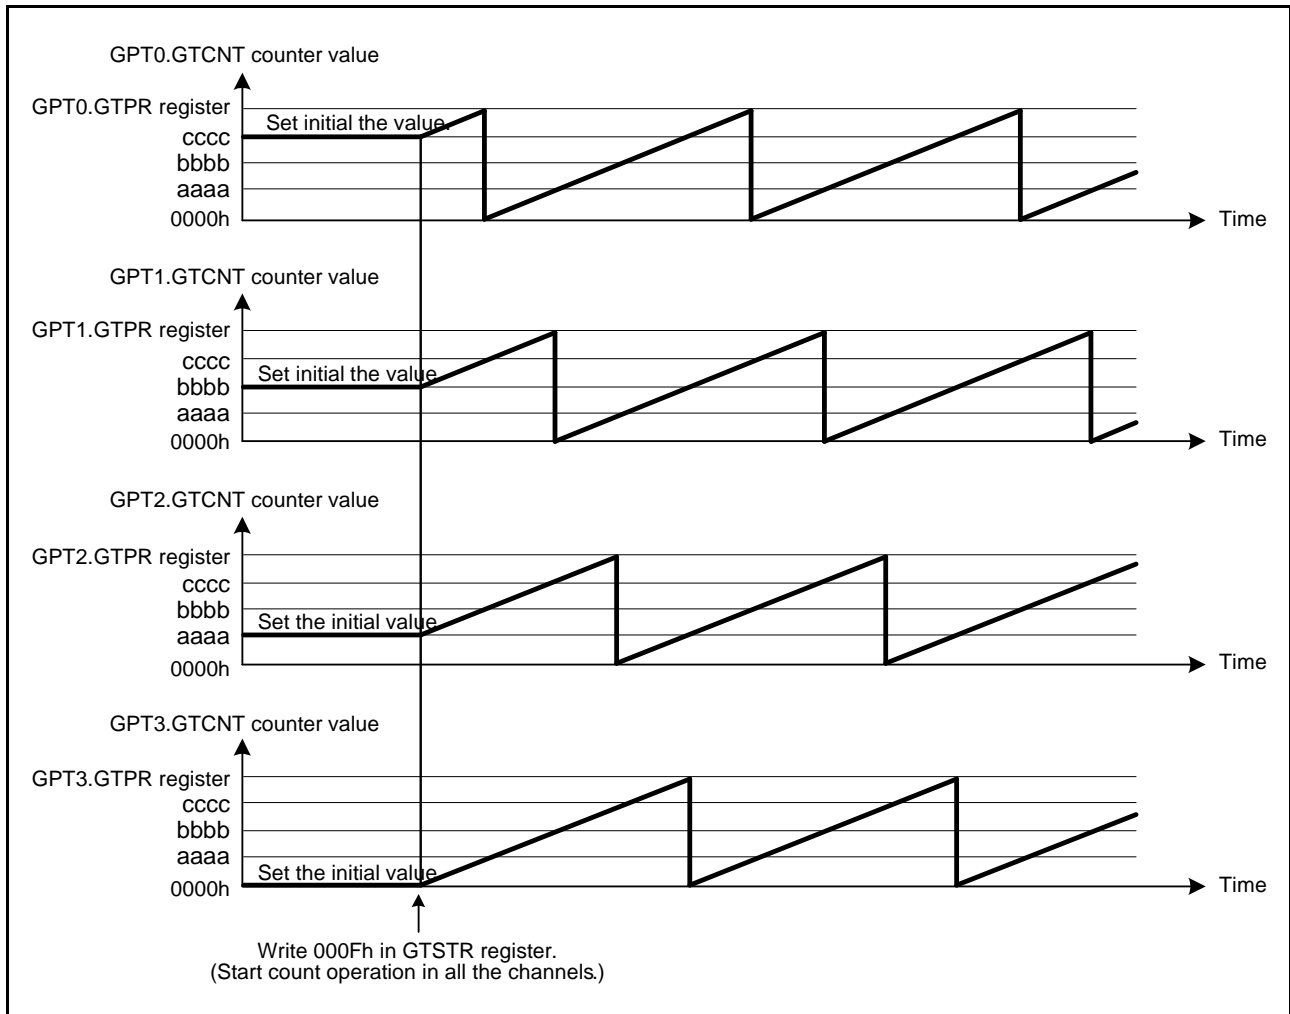 GPT0.GTCNT counter value
GPT0.GTPR register
Set initial the value.
cccc
bbbb
aaaa
0000h
Time
GPT1.GTCNT counter value
GPT1.GTPR register
cccc
Set initial the value.
bbbb
aaaa
0000h
Time
GPT2.GTCNT counter value
GPT2.GTPR register
cccc
bbbb
Set the initial value.
aaaa
0000h
Time
GPT3.GTCNT counter value
GPT3.GTPR register
cccc
bbbb
aaaa
Set the initial value.
0000h
Time
Write 000Fh in GTSTR register.
(Start count operation in all the channels.)